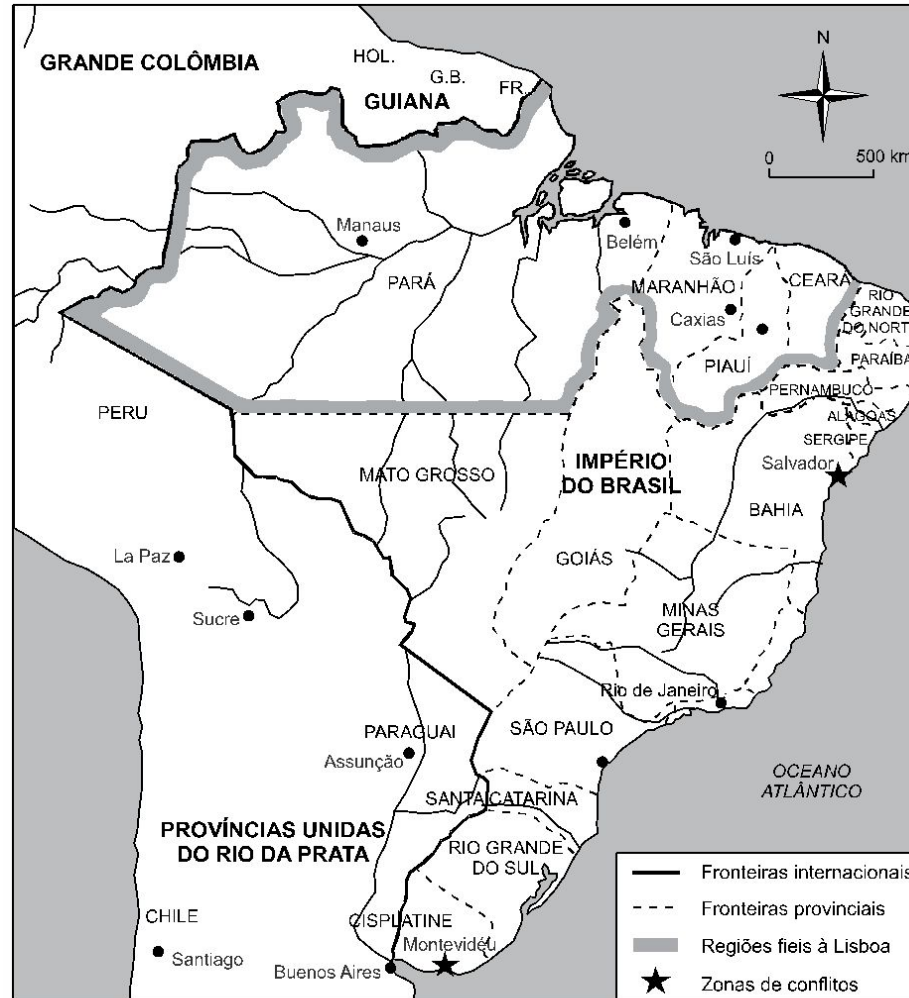 GRANDE COLÔMBIA
HOL.
G.B.
FR.
GUIANA
N
0 500 km
Manaus
Belém
São Luís
PARÁ
MARANHÃO
CEARÁ
Caxias
RIO
GRANDE
DO NORTE
PIAUÍ
PARAÍBA
PERNAMBUCO
ALAGOAS
SERGIPE
Salvador
PERU
MATO GROSSO
IMPÉRIO
DO BRASIL
BAHIA
La Paz
GOIÁS
Sucre
MINAS
GERAIS
Rio de Janeiro
PARAGUAI
SÃO PAULO
Assunção
OCEANO
ATLÂNTICO
SANTA CATARINA
PROVÍNCIAS UNIDAS
DO RIO DA PRATA
RIO GRANDE
DO SUL
CHILE
CISPLATINE
Montevidéu
Santiago
Buenos Aires
Fronteiras internacionais
Fronteiras provinciais
Regiões fieis à Lisboa
Zonas de conflitos